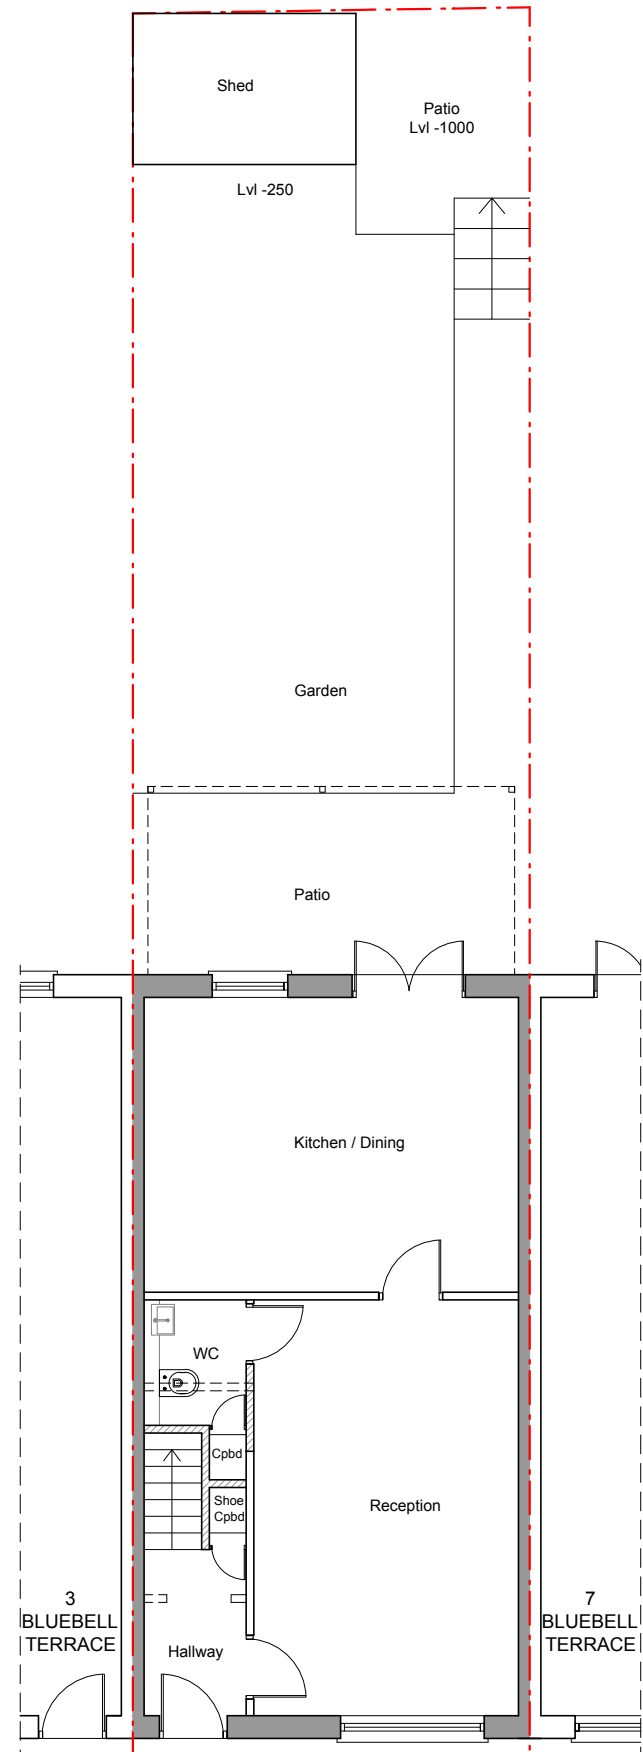 Shed
Patio
Lvl -1000
Lvl -250
Garden
Patio
Kitchen / Dining
WC
Cpbd
Shoe
Cpbd
Reception
3
BLUEBELL
TERRACE
7
BLUEBELL
TERRACE
Hallway